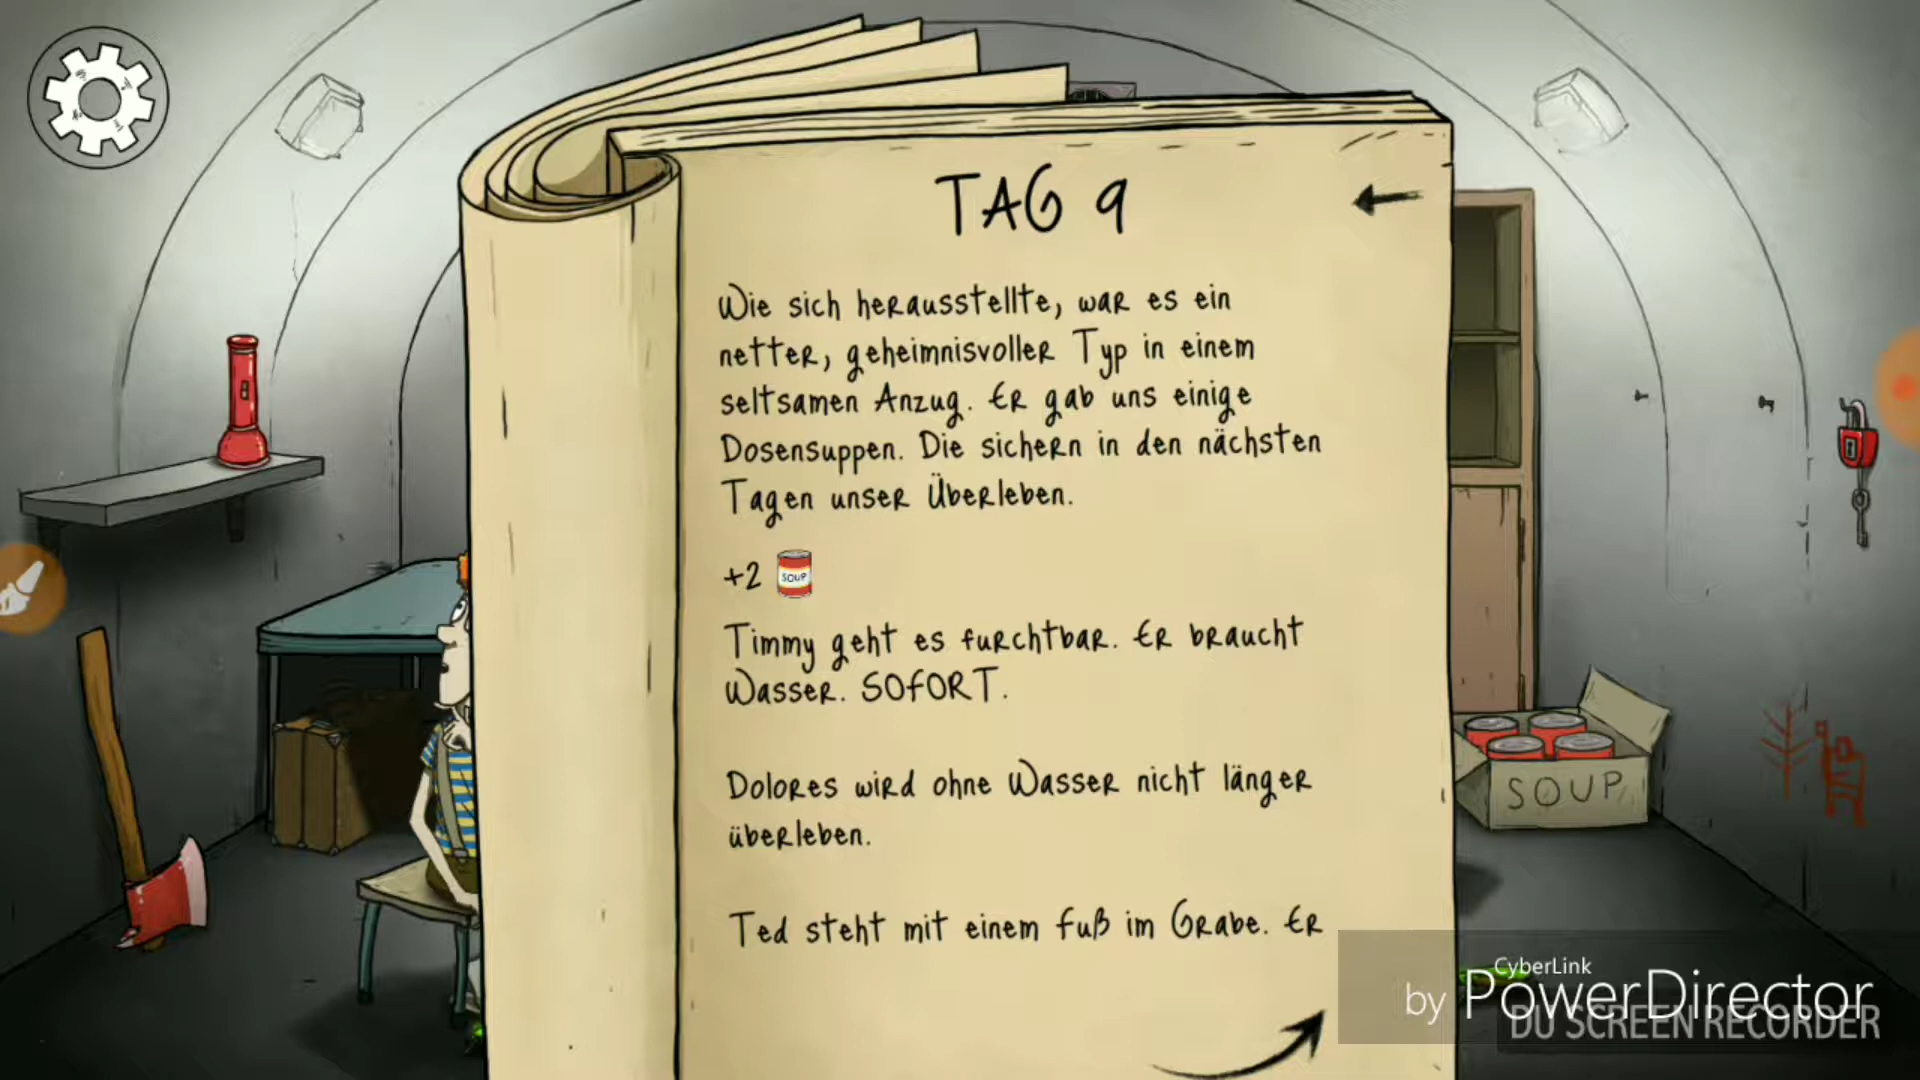 TAG 9
Wie sich herausstellte, war es ein
netter, geheimnisvoller Typ in einem
seltsamen Anzug. Er gab uns einige
Dosensuppen. Die sichern in den nächsten
Tagen unser Überleben.
+2 SOUP
Timmy geht es furchtbar. Er braucht
Wasser. SOFORT.
Dolores wird ohne Wasser nicht länger
überleben.
Ted steht mit einem Fuß im Grabe. Er
SOUP
CyberLink
by PowerDirector
DU SCREEN RECORDER